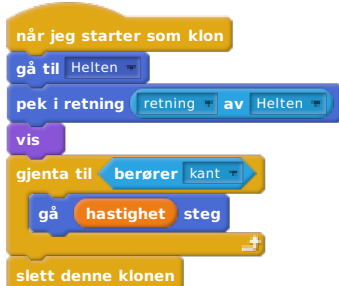 når jeg starter som klon
gå til Helten
pek i retning retning av Helten
vis
gjenta til berører kant
gå hastighet steg
slett denne klonen